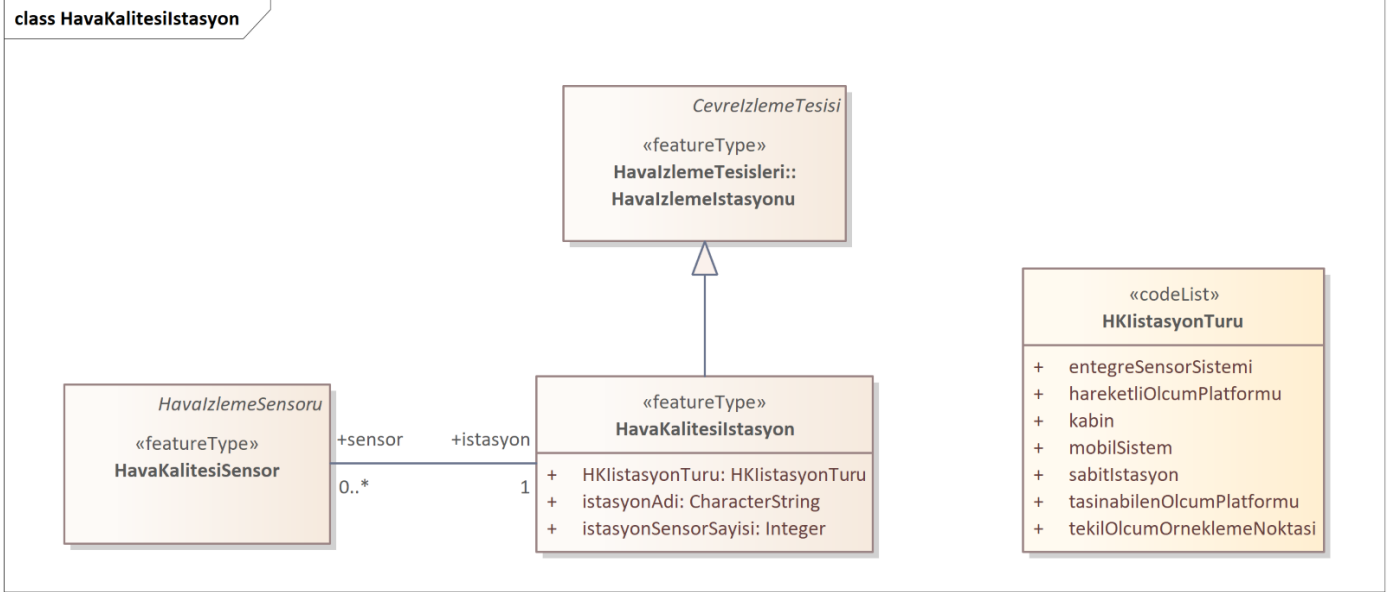 class HavaKalitesiIstasyon
CevreIzlemeTesisi
«featureType»
HavaIzlemeTesisleri::
HavaIzlemeIstasyonu
«codeList»
HKIistasyonTuru
+ entegreSensorSistemi
+ hareketliOlcumPlatformu
+ kabin
+ mobilSistem
+ sabitIstasyon
+ tasinabilenOlcumPlatformu
+ tekilOlcumOrneklemeNoktasi
HavaIzlemeSensoru
«featureType»
HavaKalitesiSensor
+sensor
0..*
+istasyon
1
«featureType»
HavaKalitesiIstasyon
+ HKIistasyonTuru: HKIistasyonTuru
+ istasyonAdi: CharacterString
+ istasyonSensorSayisi: Integer